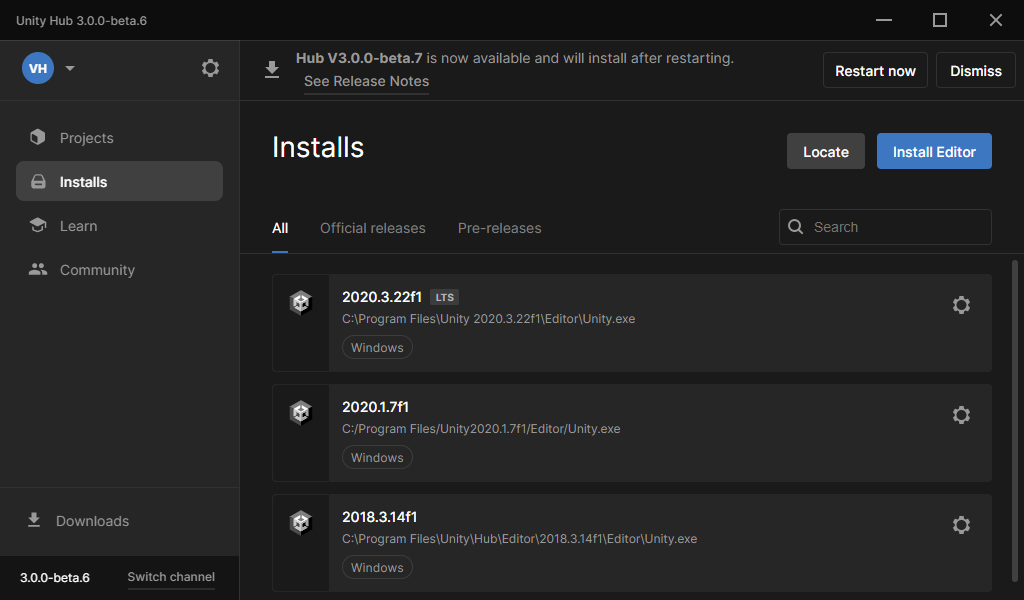 Unity Hub 3.0.0-beta.6
VH
Hub V3.0.0-beta.7 is now available and will install after restarting.
See Release Notes
Restart now
Dismiss
Projects
Installs
Learn
Community
Downloads
3.0.0-beta.6
Switch channel
Installs
Locate
Install Editor
All
Official releases
Pre-releases
Search
2020.3.22f1 LTS
C:\Program Files\Unity 2020.3.22f1\Editor\Unity.exe
Windows
2020.1.7f1
C:/Program Files/Unity2020.1.7f1/Editor/Unity.exe
Windows
2018.3.14f1
C:\Program Files\Unity\Hub\Editor\2018.3.14f1\Editor\Unity.exe
Windows